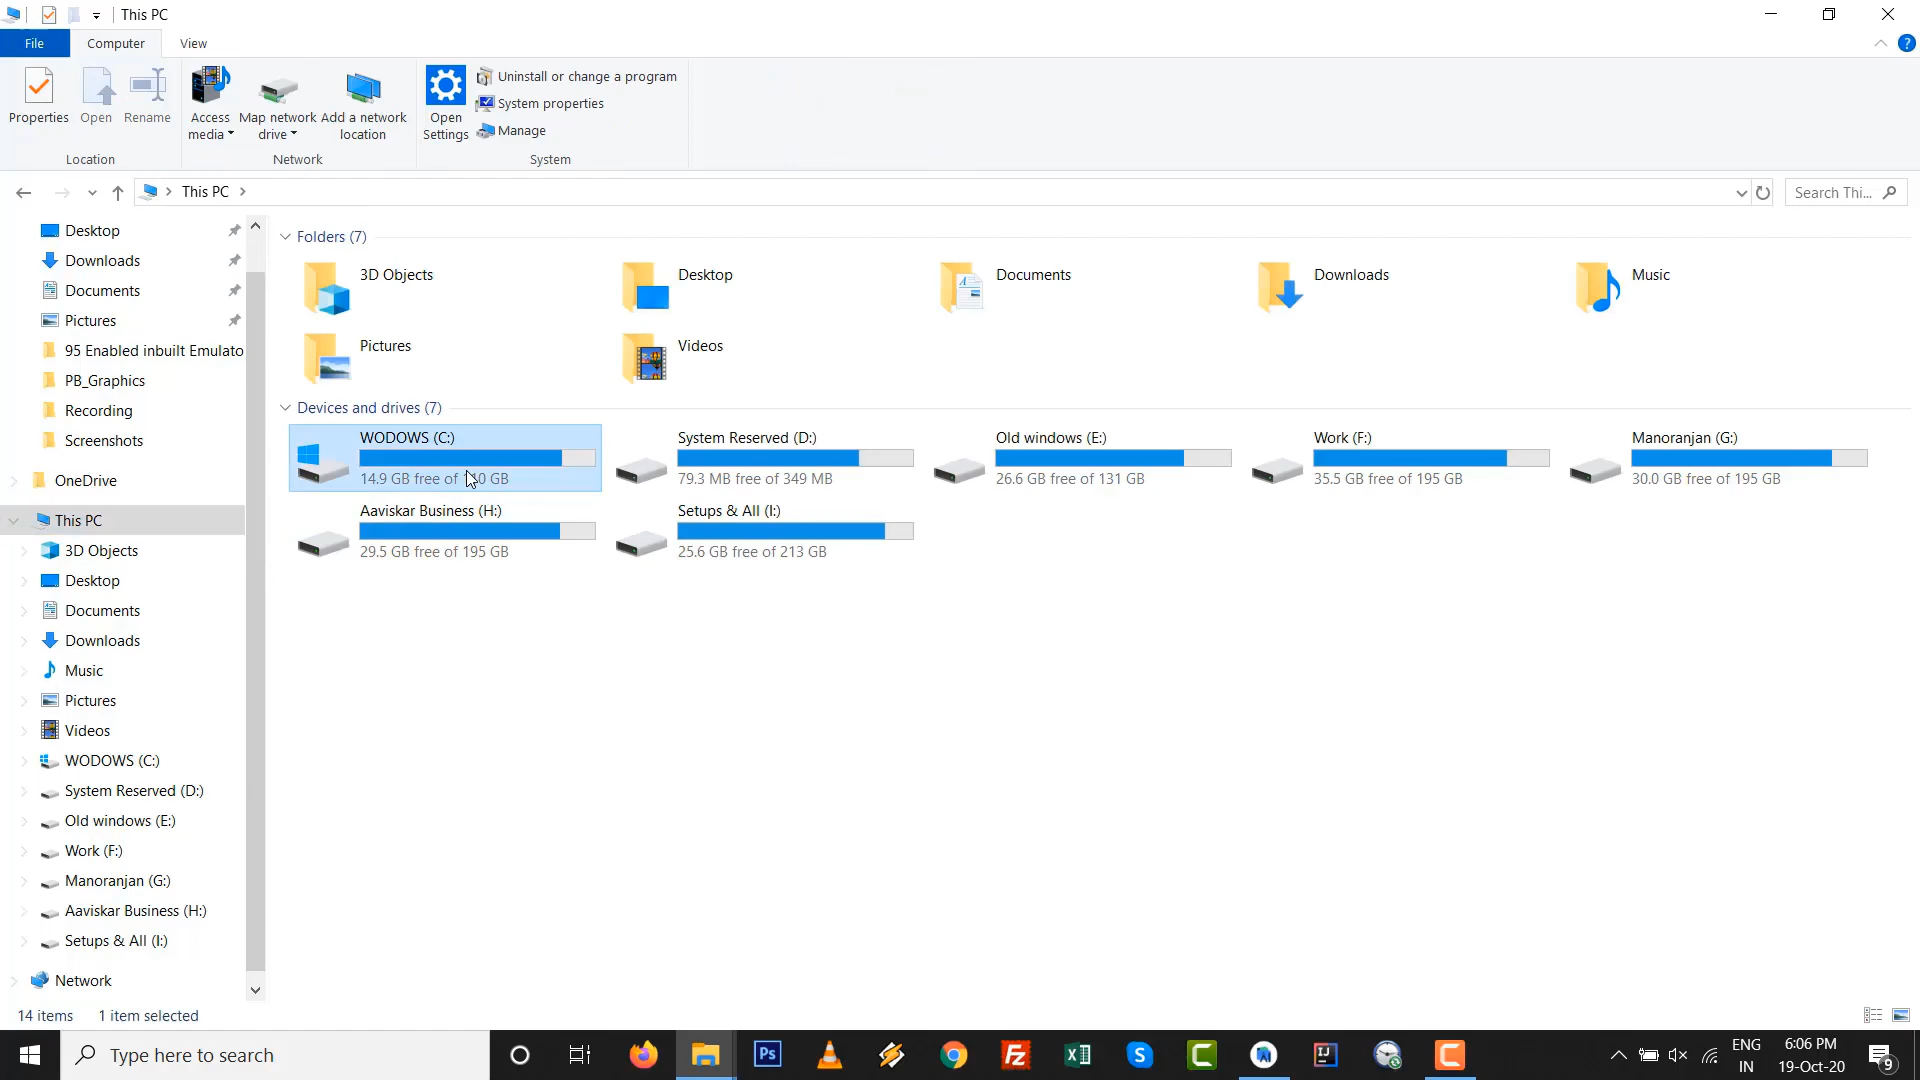 This PC
File
Computer
View
Properties
Open
Rename
Access media
Map network drive
Add a network location
Open Settings
Uninstall or change a program
System properties
Manage
Location
Network
System
This PC
Search Thi...
Desktop
Downloads
Documents
Pictures
95 Enabled inbuilt Emulato
PB_Graphics
Recording
Screenshots
OneDrive
This PC
3D Objects
Desktop
Documents
Downloads
Music
Pictures
Videos
WODOWS (C:)
System Reserved (D:)
Old windows (E:)
Work (F:)
Manoranjan (G:)
Aaviskar Business (H:)
Setups & All (I:)
Network
Folders (7)
3D Objects
Desktop
Documents
Downloads
Music
Pictures
Videos
Devices and drives (7)
WODOWS (C:)
14.9 GB free of GB
System Reserved (D:)
79.3 MB free of 349 MB
Old windows (E:)
26.6 GB free of 131 GB
Work (F:)
35.5 GB free of 195 GB
Manoranjan (G:)
30.0 GB free of 195 GB
Aaviskar Business (H:)
29.5 GB free of 195 GB
Setups & All (I:)
25.6 GB free of 213 GB
14 items 1 item selected
Type here to search
Ps
ENG
IN
6:06 PM
19-Oct-20
9